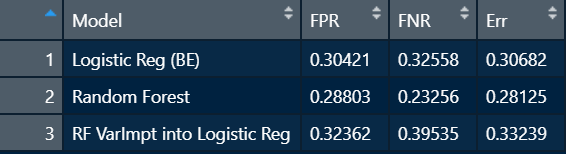 Model FPR FNR Err
1 Logistic Reg (BE) 0.30421 0.32558 0.30682
2 Random Forest 0.28803 0.23256 0.28125
3 RF VarImpt into Logistic Reg 0.32362 0.39535 0.33239